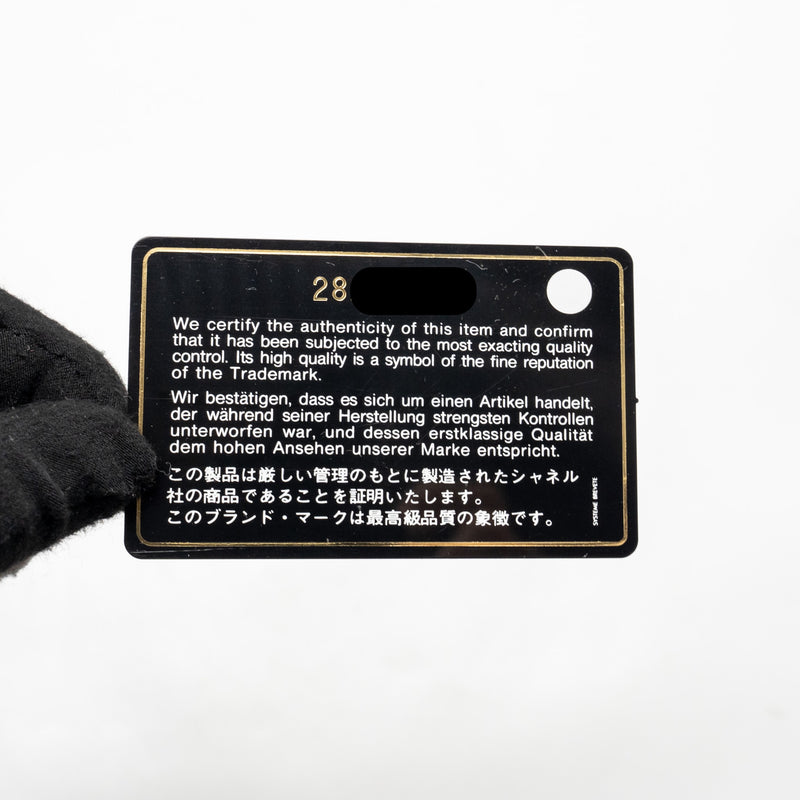 28
We certify the authenticity of this item and confirm
that it has been subjected to the most exacting quality
control. Its high quality is a symbol of the fine reputation
of the Trademark.
Wir bestätigen, dass es sich um einen Artikel handelt,
der während seiner Herstellung strengsten Kontrollen
unterworfen war, und dessen erstklassige Qualität
dem hohen Ansehen unserer Marke entspricht.
この製品は厳しい管理のもとに製造されたシャネル
社の商品であることを証明いたします。
このブランド・マークは最高級品質の象徴です。
SYSTEME BREVETE